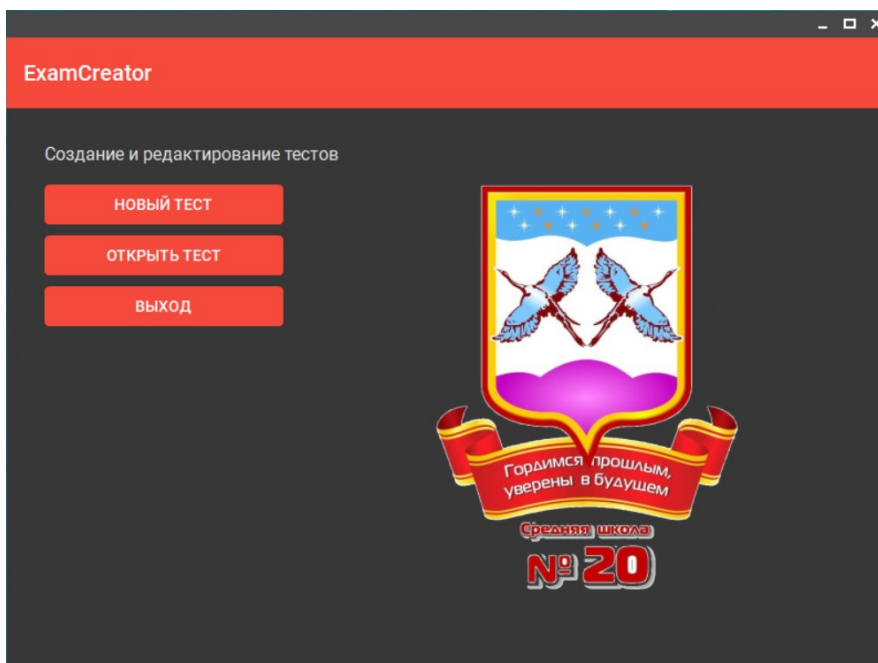 ExamCreator
Создание и редактирование тестов
НОВЫЙ ТЕСТ
ОТКРЫТЬ ТЕСТ
ВЫХОД
Гордимся прошлым,
уверены в будущем
Средняя школа
№ 20